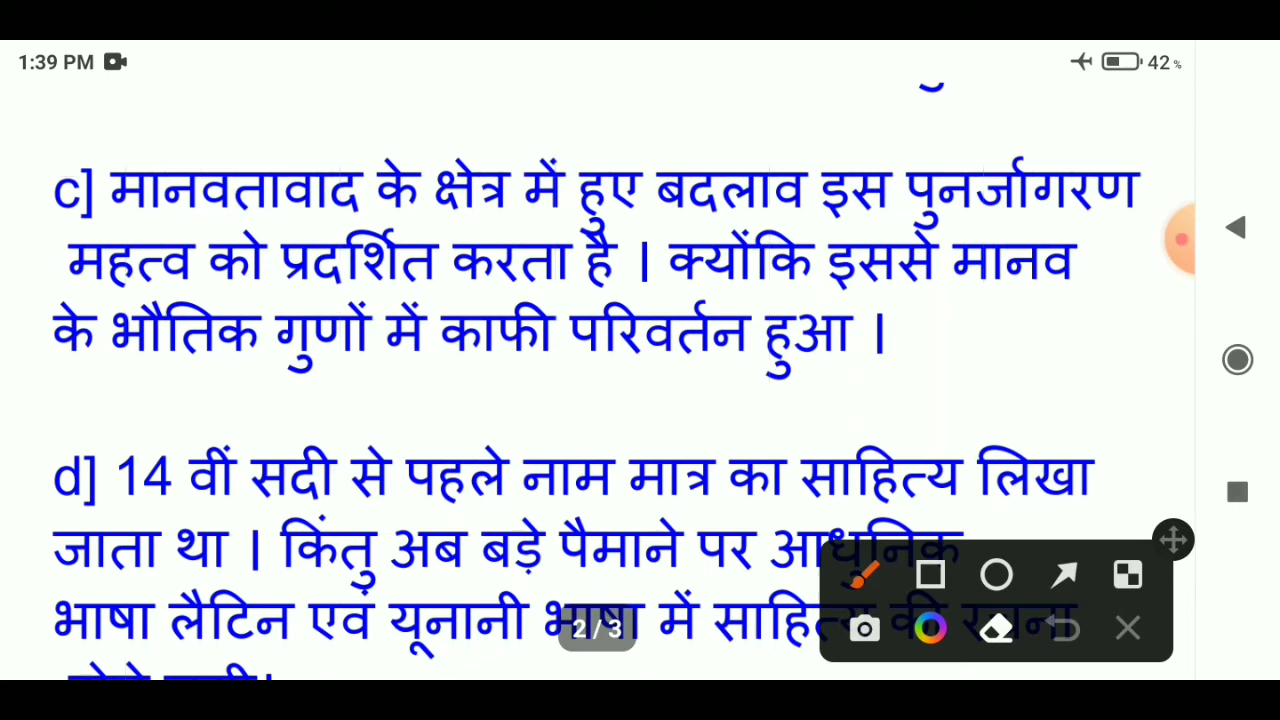 1:39 PM
42 %
c] मानवतावाद के क्षेत्र में हुए बदलाव इस पुनर्जागरण
महत्व को प्रदर्शित करता है । क्योंकि इससे मानव
के भौतिक गुणों में काफी परिवर्तन हुआ ।
d] 14 वीं सदी से पहले नाम मात्र का साहित्य लिखा
जाता था । किंतु अब बड़े पैमाने पर आधुनिक
भाषा लैटिन एवं यूनानी भाषा में साहित्य की रचना
2 / 3